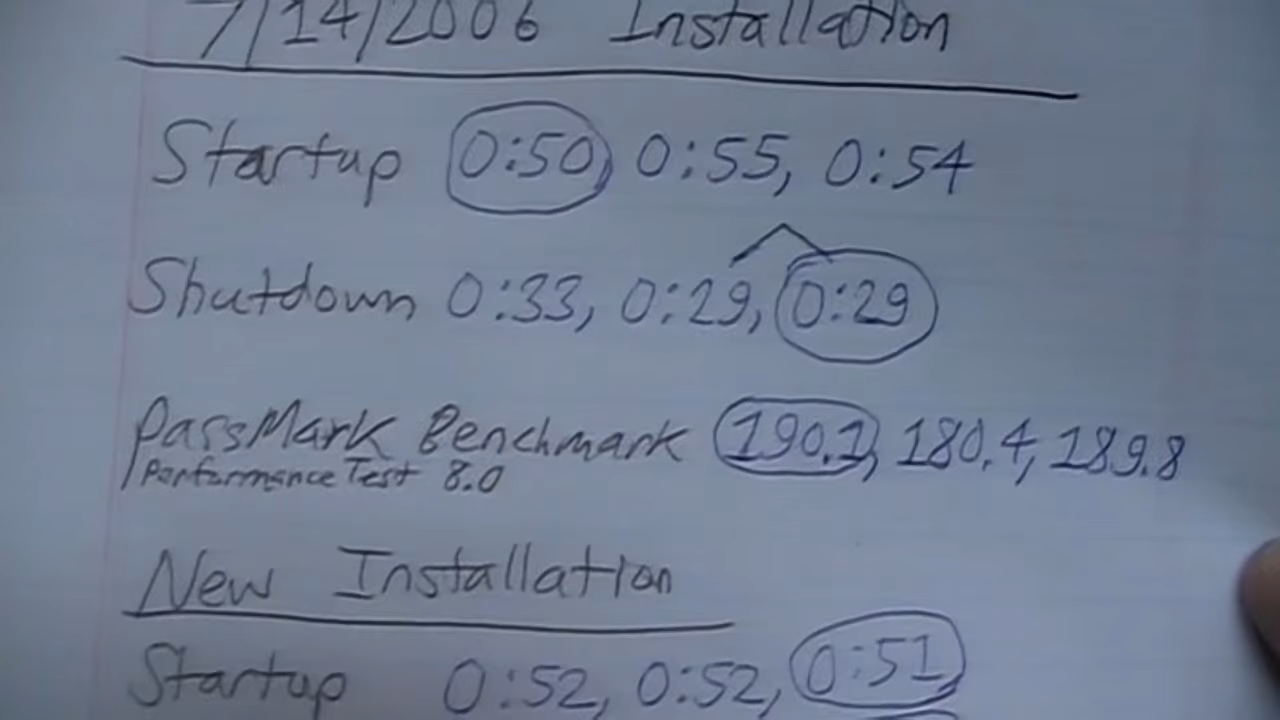 7/14/2006 Installation
Startup 0:50, 0:55, 0:54
Shutdown 0:33, 0:29, 0:29
PassMark Benchmark 190.1, 180.4, 189.8
/PerformanceTest 8.0
New Installation
Startup 0:52, 0:52, 0:51